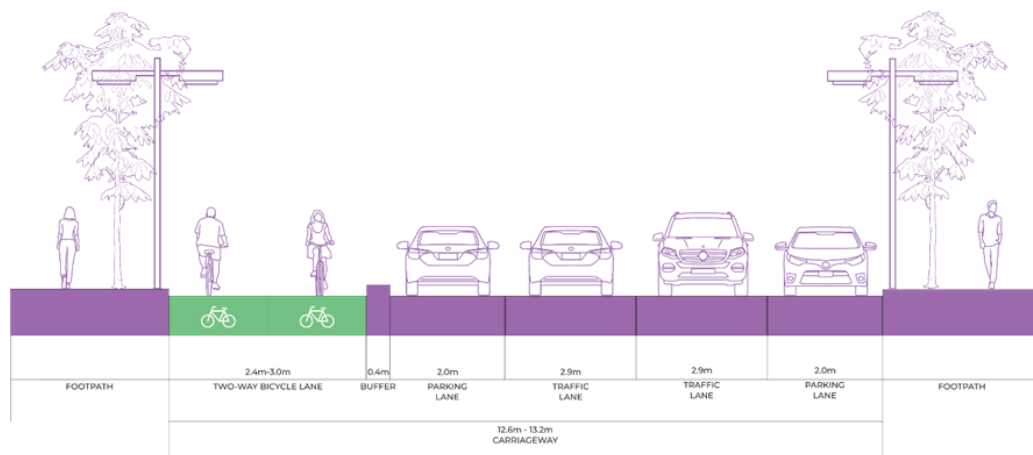 2.4m-3.0m
0.4m
2.0m
2.9m
2.9m
2.0m
FOOTPATH
TWO-WAY BICYCLE LANE
BUFFER
PARKING
LANE
TRAFFIC
LANE
TRAFFIC
LANE
PARKING
LANE
FOOTPATH
12.6m - 13.2m
CARRIAGEWAY